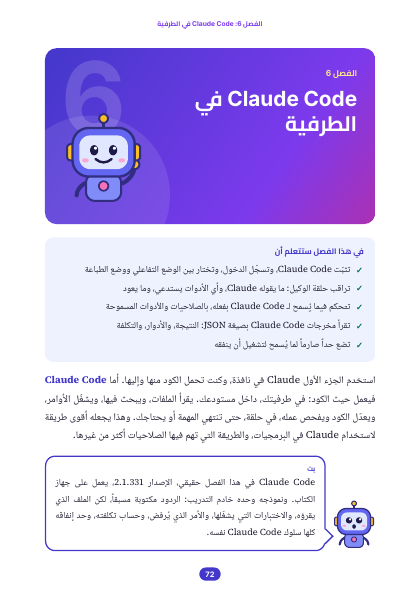 الفصل 6: Claude Code في الطرفية
6
الفصل 6
Claude Code في
الطرفية
في هذا الفصل ستتعلم أن
✓ تثبّت Claude Code، وتسجّل الدخول، وتختار بين الوضع التفاعلي ووضع الطباعة
✓ تراقب حلقة الوكيل: ما يقوله Claude، وأي الأدوات يستدعي، وما يعود
✓ تتحكم فيما يُسمح لـ Claude Code بفعله، بالصلاحيات والأدوات المسموحة
✓ تقرأ مخرجات Claude Code بصيغة JSON: النتيجة، والأدوار، والتكلفة
✓ تضع حداً صارماً لما يُسمح لتشغيل أن ينفقه
استخدم الجزء الأول Claude في نافذة، وكنت تحمل الكود منها وإليها. أما Claude Code
فيعمل حيث الكود: في طرفيتك، داخل مستودعك. يقرأ الملفات، ويبحث فيها، ويشغّل الأوامر،
ويعدّل الكود ويفحص عمله، في حلقة، حتى تنتهي المهمة أو يحتاجك. وهذا يجعله أقوى طريقة
لاستخدام Claude في البرمجيات، والطريقة التي تهم فيها الصلاحيات أكثر من غيرها.
بت
Claude Code في هذا الفصل حقيقي، الإصدار 2.1.331، يعمل على جهاز
الكتاب. ونموذجه وحده خادم التدريب: الردود مكتوبة مسبقاً، لكن الملف الذي
يقرؤه، والاختبارات التي يشغّلها، والأمر الذي يُرفض، وحساب تكلفته، وحد إنفاقه
كلها سلوك Claude Code نفسه.
72